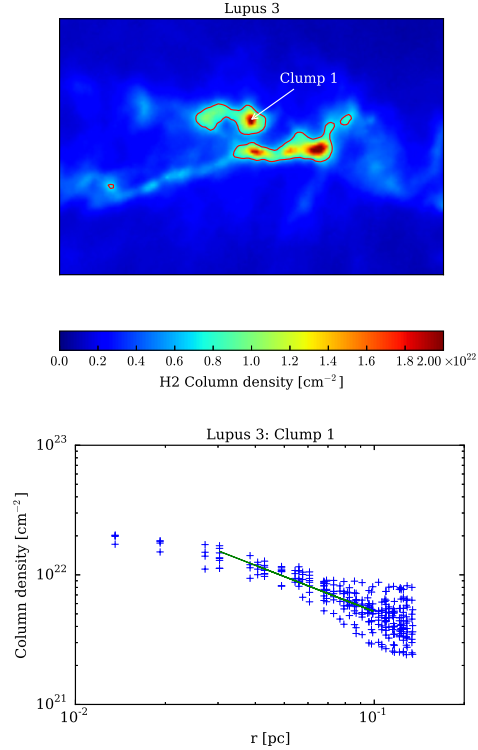 Lupus 3
Clump 1
0.0 0.2 0.4 0.6 0.8 1.0 1.2 1.4 1.6 1.8 2.00 ×10²²
H2 Column density [cm⁻²]
Lupus 3: Clump 1
10²³
10²²
10²¹
Column density [cm⁻²]
10⁻² 10⁻¹
r [pc]